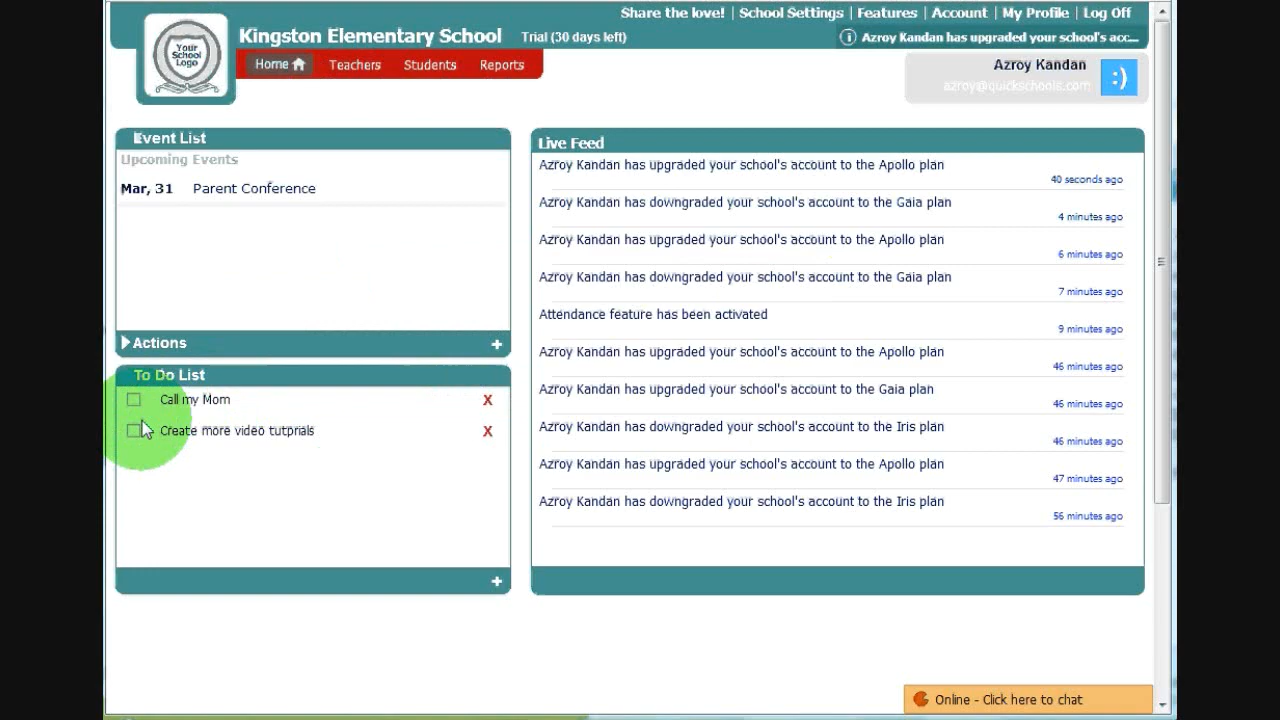 Share the love! | School Settings | Features | Account | My Profile | Log Off
Your School Logo
Kingston Elementary School Trial (30 days left)
Azroy Kandan has upgraded your school's acc...
Home Teachers Students Reports
Azroy Kandan
azroy@quickschools.com
:)
Event List
Upcoming Events
Mar, 31 Parent Conference
Actions +
To Do List
Call my Mom X
Create more video tutprials X
+
Live Feed
Azroy Kandan has upgraded your school's account to the Apollo plan
40 seconds ago
Azroy Kandan has downgraded your school's account to the Gaia plan
4 minutes ago
Azroy Kandan has upgraded your school's account to the Apollo plan
6 minutes ago
Azroy Kandan has downgraded your school's account to the Gaia plan
7 minutes ago
Attendance feature has been activated
9 minutes ago
Azroy Kandan has upgraded your school's account to the Apollo plan
46 minutes ago
Azroy Kandan has upgraded your school's account to the Gaia plan
46 minutes ago
Azroy Kandan has downgraded your school's account to the Iris plan
46 minutes ago
Azroy Kandan has upgraded your school's account to the Apollo plan
47 minutes ago
Azroy Kandan has downgraded your school's account to the Iris plan
56 minutes ago
Online - Click here to chat